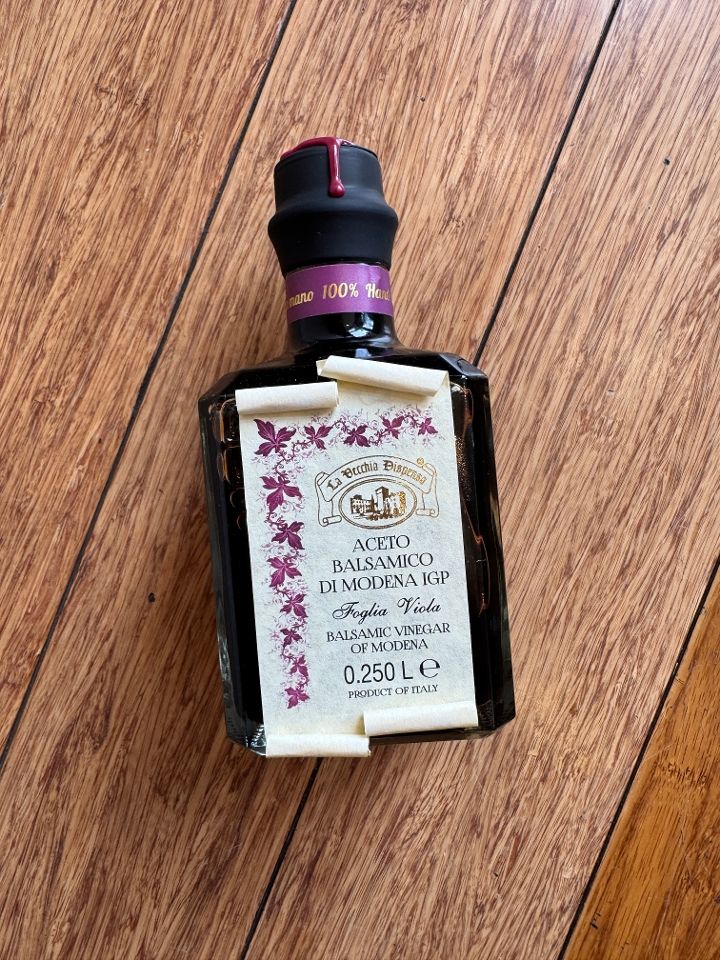 mano 100% Hand
La Vecchia Dispensa
ACETO
BALSAMICO
DI MODENA IGP
Foglia Viola
BALSAMIC VINEGAR
OF MODENA
0.250 L ℮
PRODUCT OF ITALY